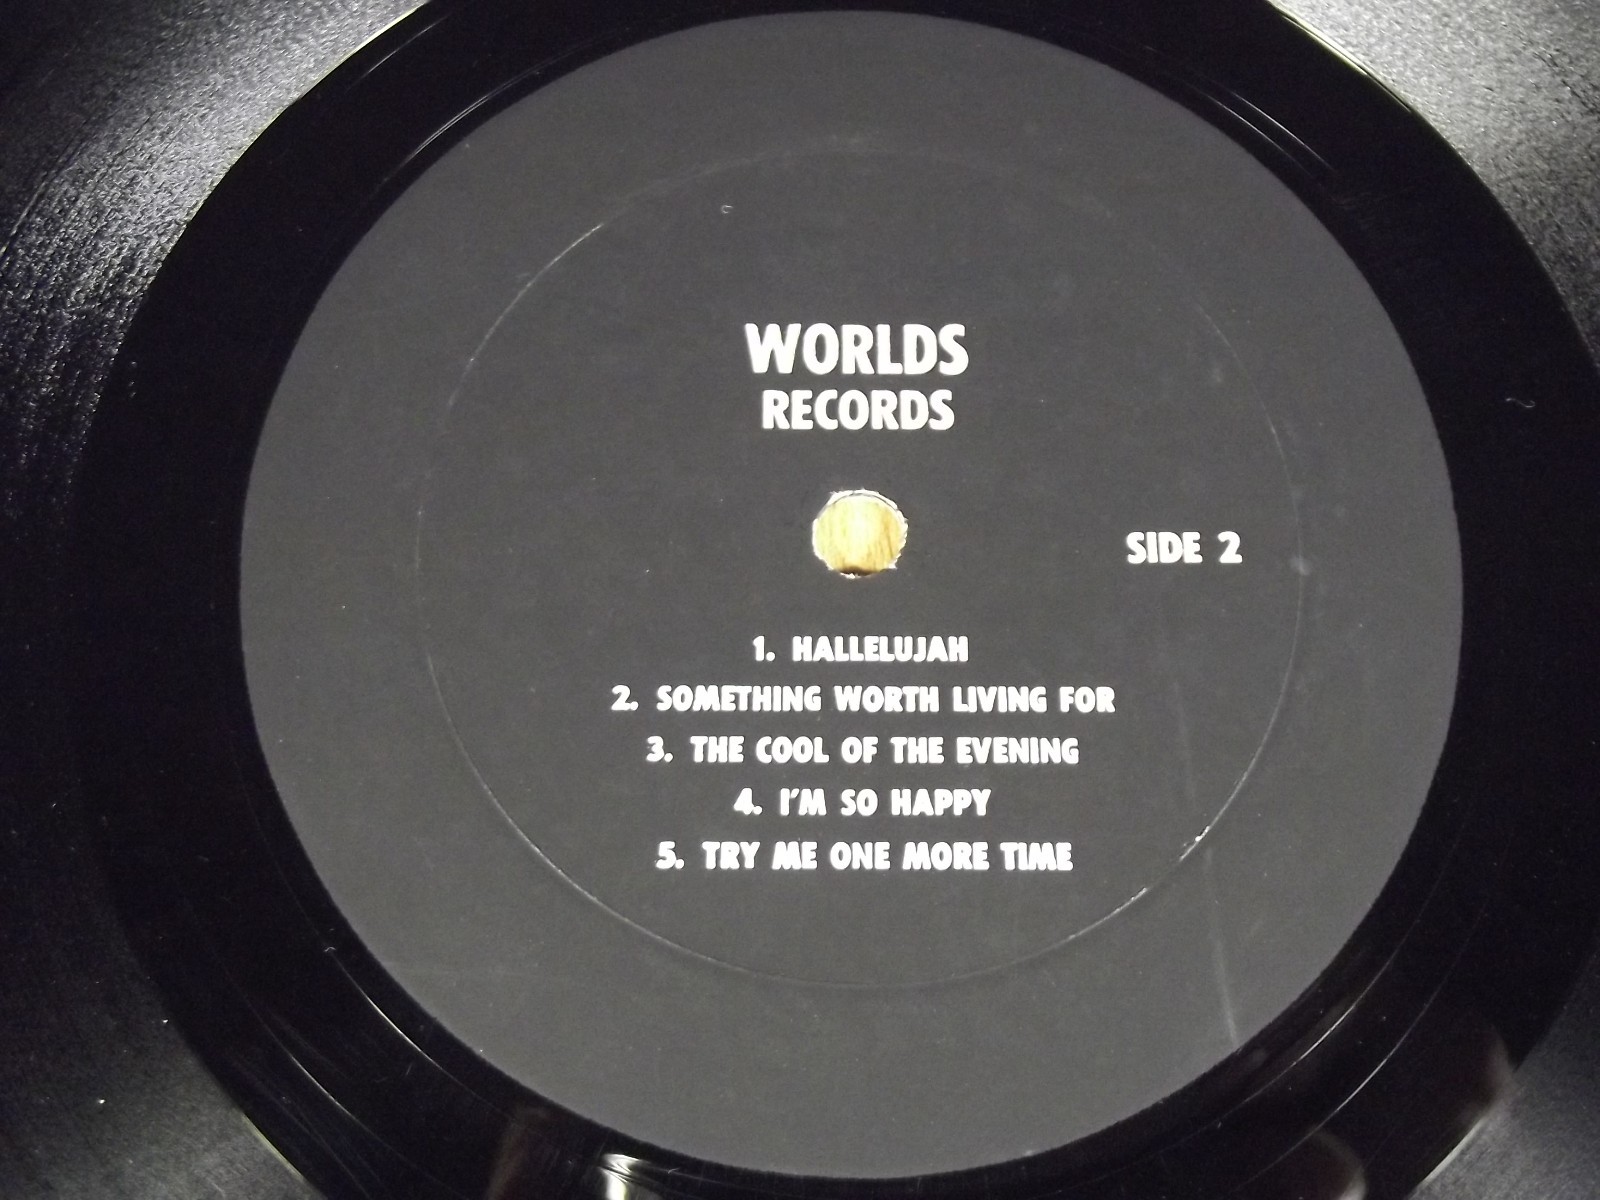 WORLDS
RECORDS
SIDE 2
1. HALLELUJAH
2. SOMETHING WORTH LIVING FOR
3. THE COOL OF THE EVENING
4. I'M SO HAPPY
5. TRY ME ONE MORE TIME